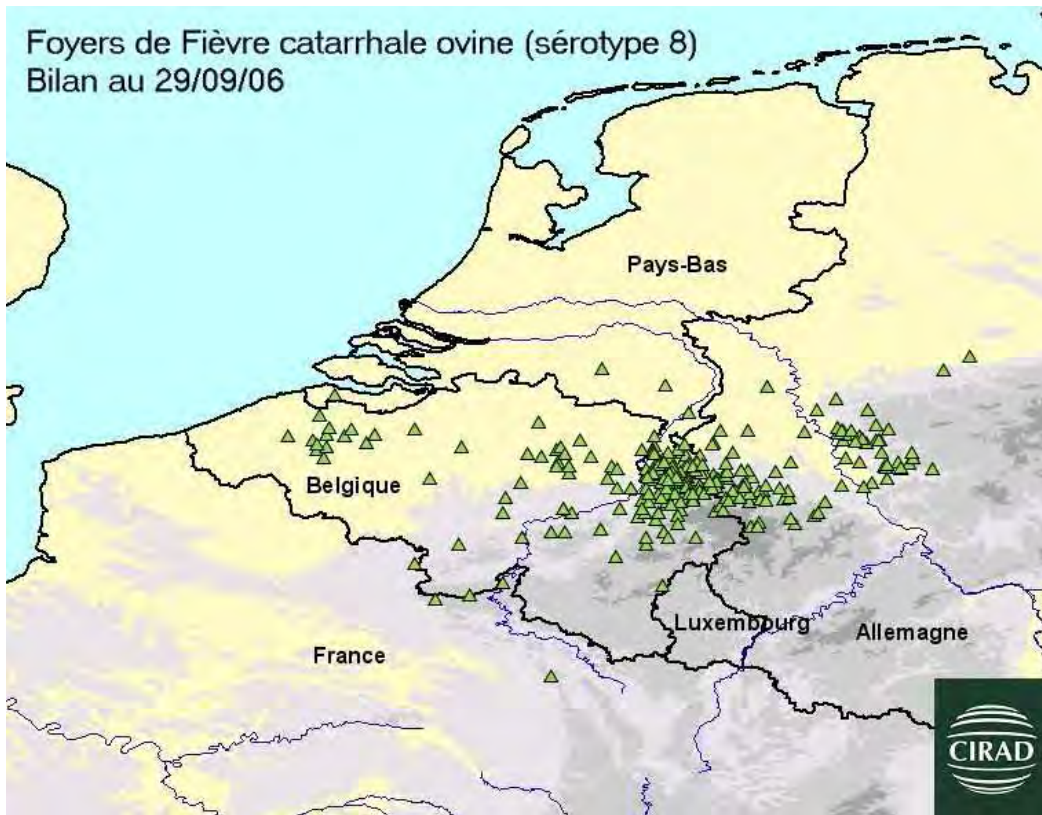 Foyers de Fièvre catarrhale ovine (sérotype 8)
Bilan au 29/09/06
Pays-Bas
Belgique
Luxembourg
Allemagne
France
CIRAD